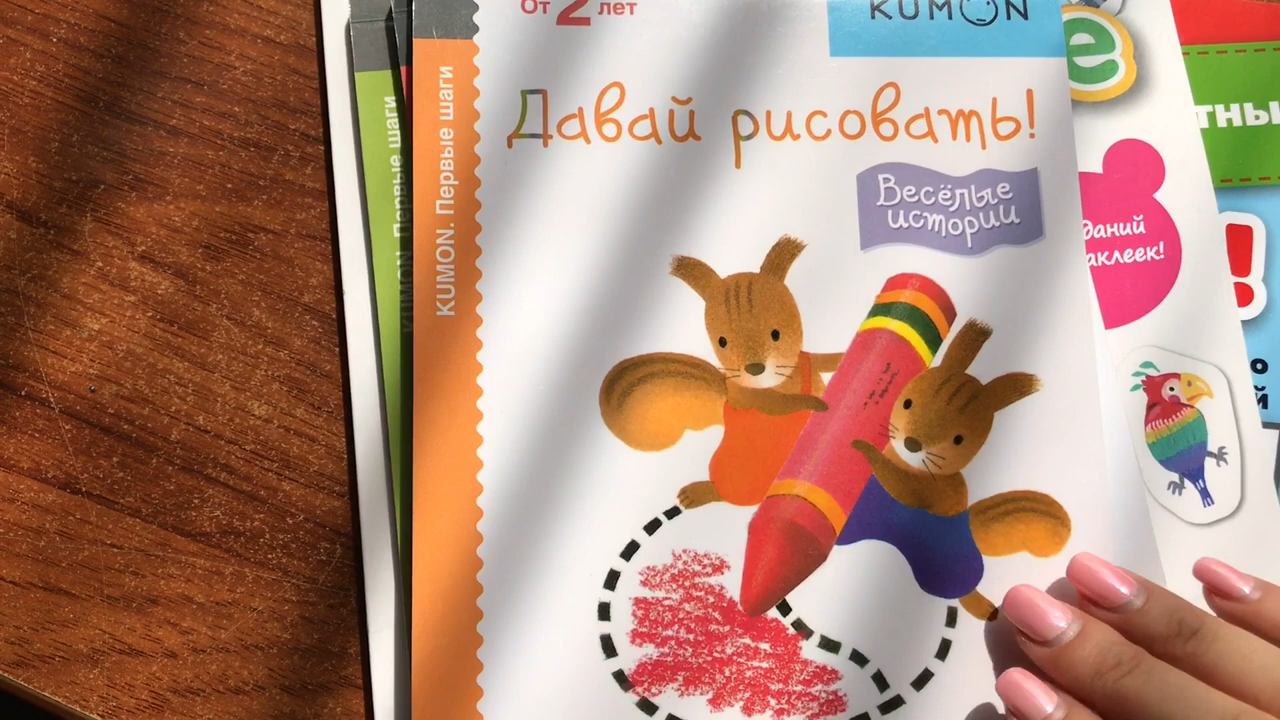 От 2 лет
KUMON
Давай рисовать!
Весёлые
истории
KUMON. Первые шаги
KUMON. Первые шаги
е
тны
даний
аклеек!
!
о
й